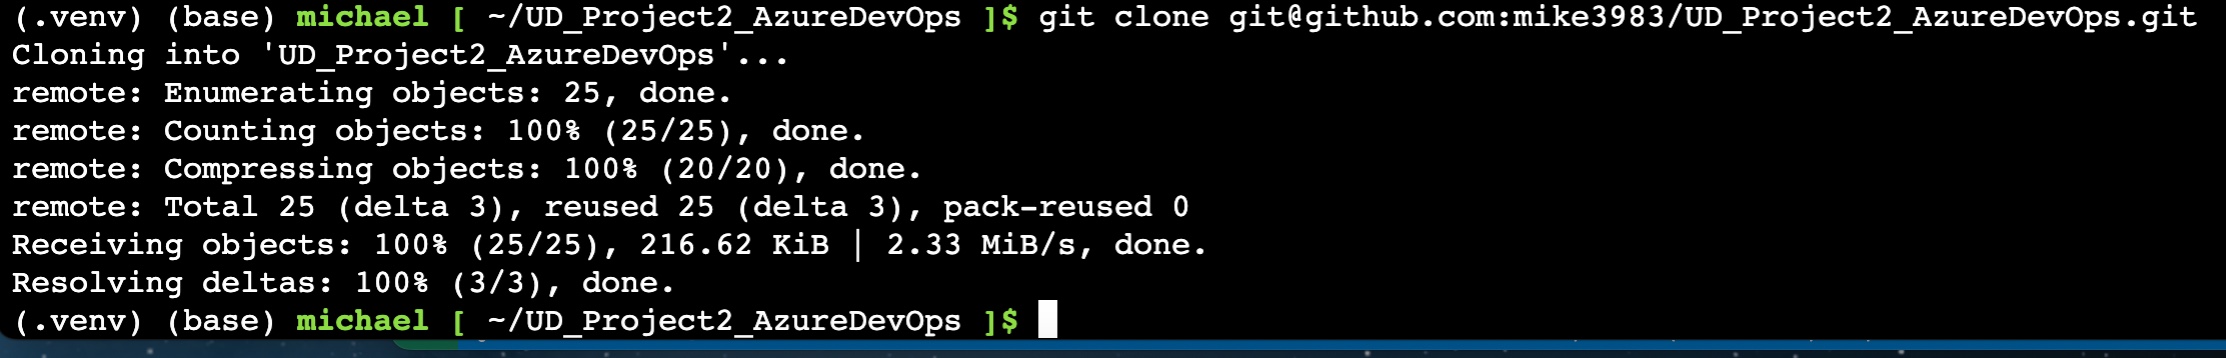 (.venv) (base) michael [ ~/UD_Project2_AzureDevOps ]$ git clone git@github.com:mike3983/UD_Project2_AzureDevOps.git
Cloning into 'UD_Project2_AzureDevOps'...
remote: Enumerating objects: 25, done.
remote: Counting objects: 100% (25/25), done.
remote: Compressing objects: 100% (20/20), done.
remote: Total 25 (delta 3), reused 25 (delta 3), pack-reused 0
Receiving objects: 100% (25/25), 216.62 KiB | 2.33 MiB/s, done.
Resolving deltas: 100% (3/3), done.
(.venv) (base) michael [ ~/UD_Project2_AzureDevOps ]$